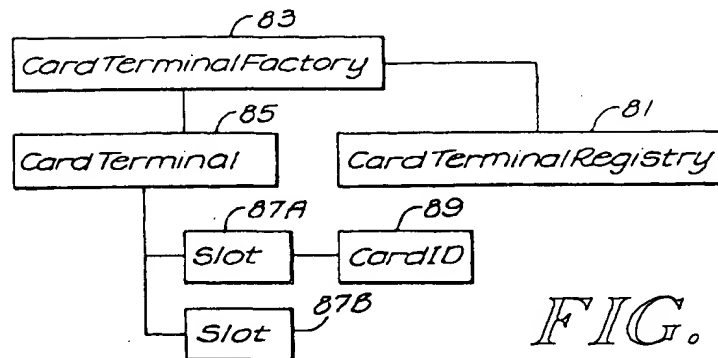 83
CardTerminalFactory
85
81
CardTerminal
CardTerminalRegistry
87A
89
Slot
CardID
87B
Slot
FIG.